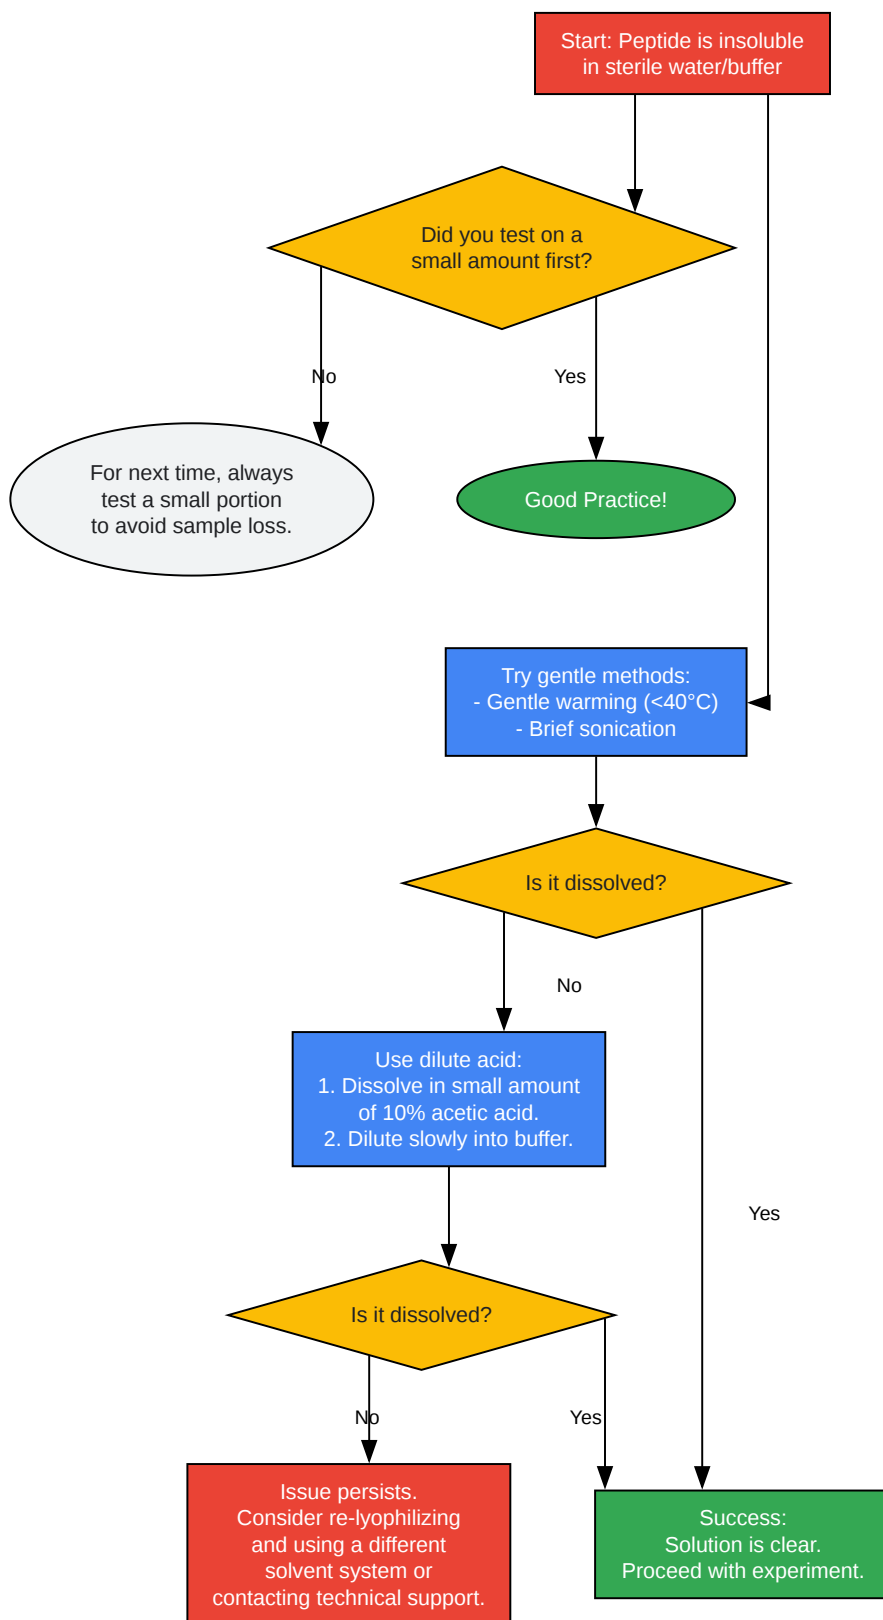 Start: Peptide is insoluble
in sterile water/buffer
Did you test on a
small amount first?
No
Yes
For next time, always
test a small portion
to avoid sample loss.
Good Practice!
Try gentle methods:
- Gentle warming (<40°C)
- Brief sonication
Is it dissolved?
No
Use dilute acid:
1. Dissolve in small amount
of 10% acetic acid.
2. Dilute slowly into buffer.
Yes
Is it dissolved?
No
Yes
Issue persists.
Consider re-lyophilizing
and using a different
solvent system or
contacting technical support.
Success:
Solution is clear.
Proceed with experiment.